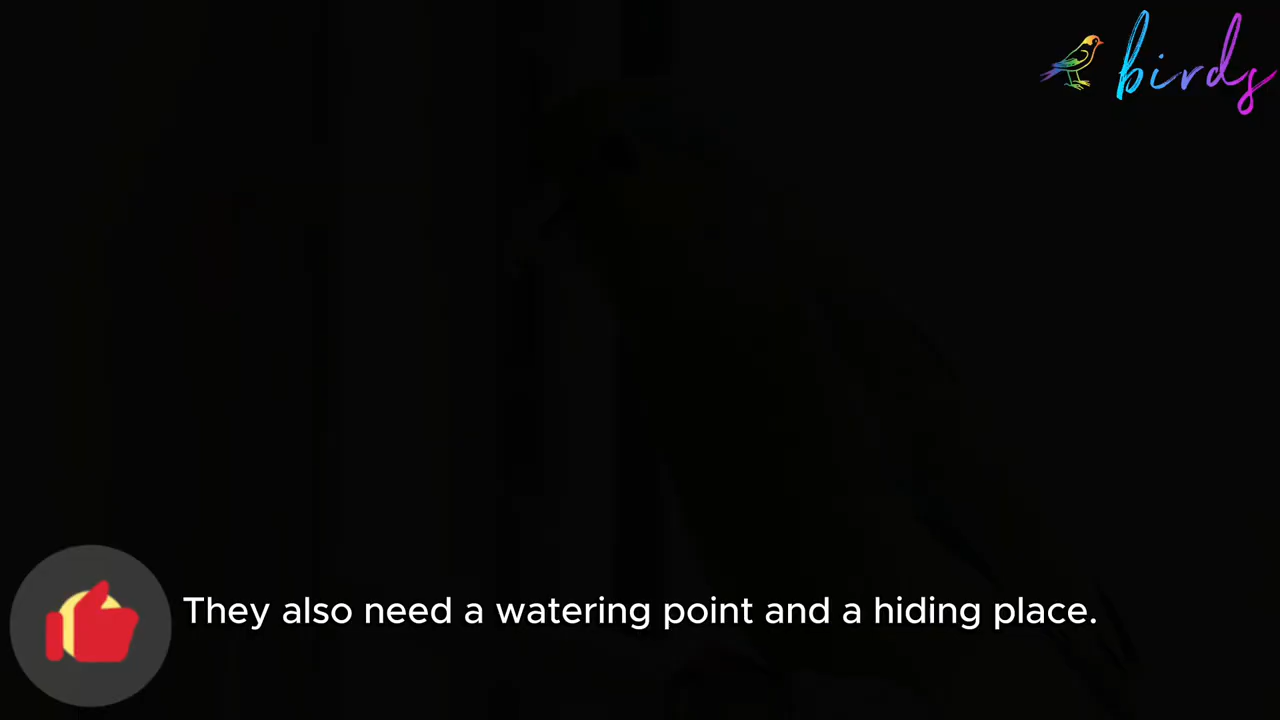 birds
They also need a watering point and a hiding place.